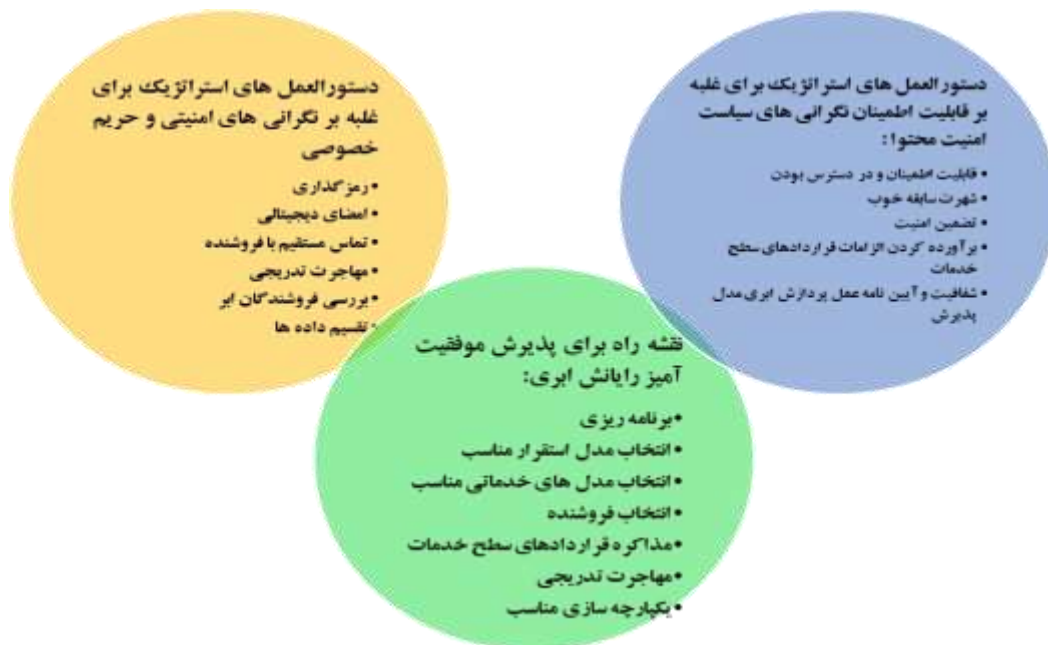 دستورالعمل های استراتژیک برای غلبه
بر قابلیت اطمینان نگرانی های سیاست
امنیت محتوا:
•قابلیت اطمینان و در دسترس بودن
•شهرت سابقه خوب
•تضمین امنیت
•برآورده کردن الزامات قراردادهای سطح
خدمات
•شفافیت و آیین نامه عمل پردازش ابری مدل
پذیرش
دستورالعمل های استراتژیک برای
غلبه بر نگرانی های امنیتی و حریم
خصوصی
•رمزگذاری
•امضای دیجیتالی
•تماس مستقیم با فروشنده
•مهاجرت تدریجی
•بررسی فروشندگان ابر
•تقسیم داده ها
نقشه راه برای پذیرش موفقیت
آمیز رایانش ابری:
•برنامه ریزی
•انتخاب مدل استقرار مناسب
•انتخاب مدل های خدماتی مناسب
•انتخاب فروشنده
•مذاکره قراردادهای سطح خدمات
•مهاجرت تدریجی
•یکپارچه سازی مناسب